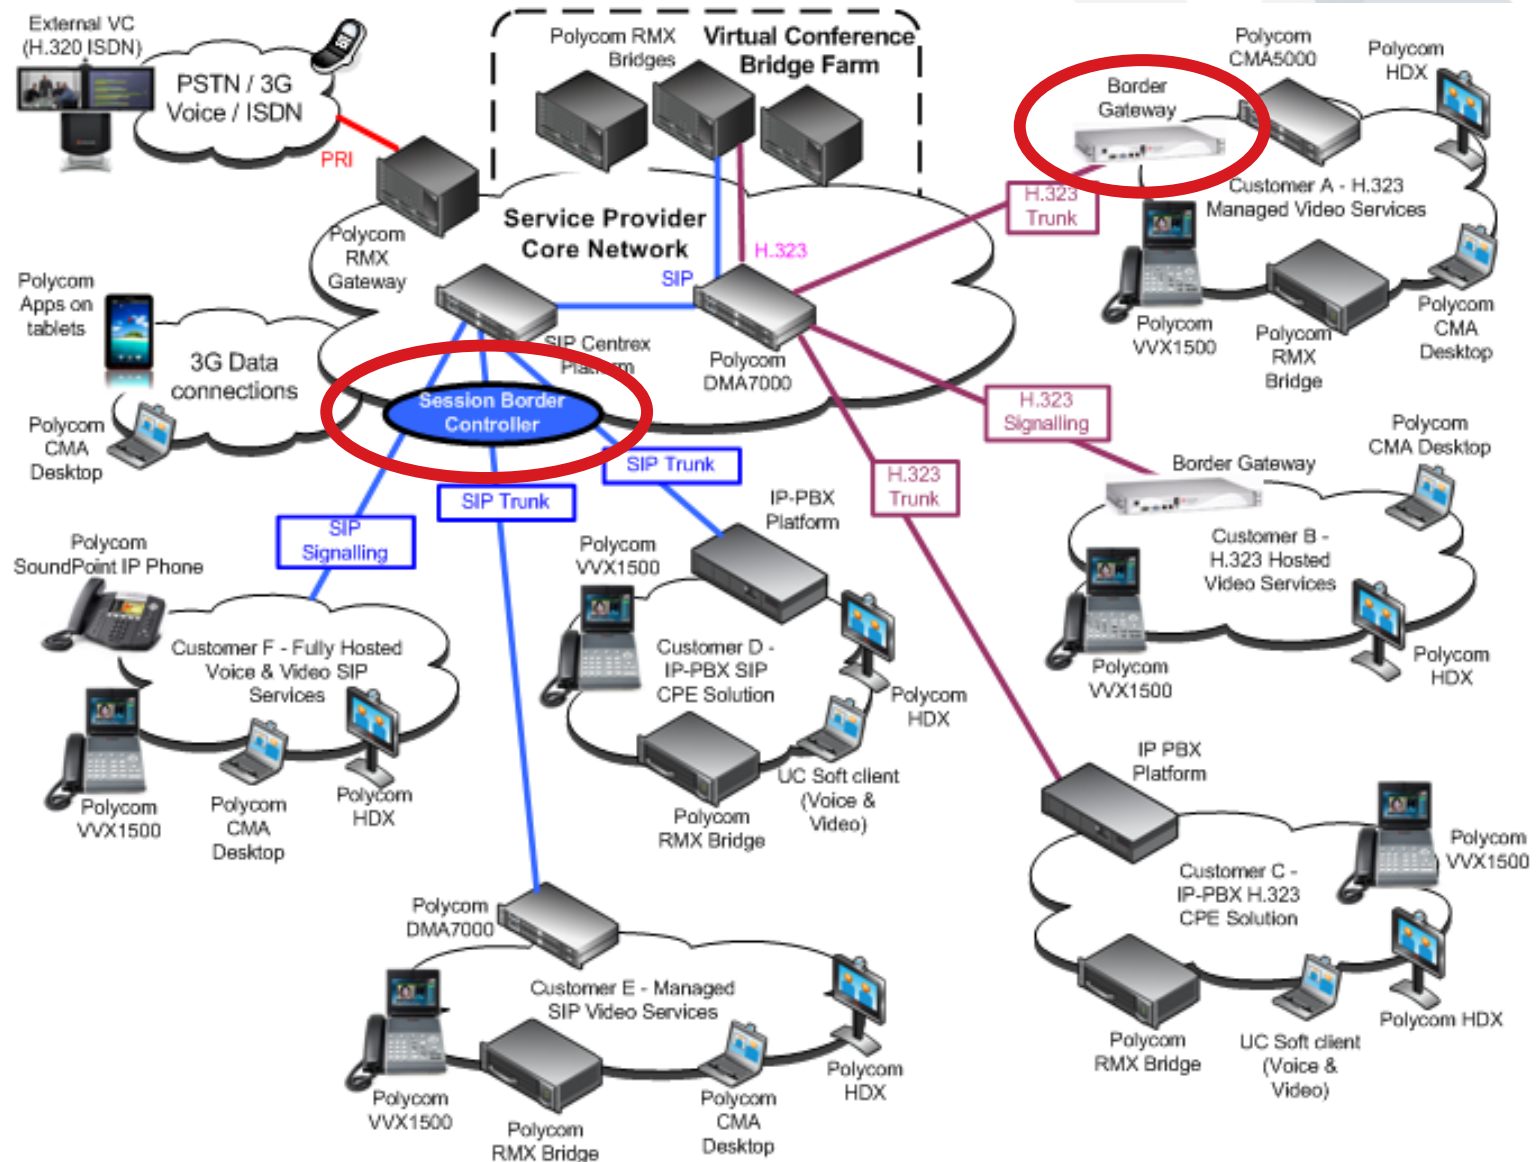 External VC
(H.320 ISDN)
PSTN / 3G
Voice / ISDN
PRI
Polycom RMX
Bridges
Virtual Conference
Bridge Farm
Polycom
RMX
Gateway
Service Provider
Core Network
SIP
H.323
SIP Centrex
Platform
Polycom
DMA7000
Session Border
Controller
Polycom
Apps on
tablets
3G Data
connections
Polycom
CMA
Desktop
Border
Gateway
Polycom
CMA5000
Polycom
HDX
H.323
Trunk
Customer A - H.323
Managed Video Services
Polycom
VVX1500
Polycom
RMX
Bridge
Polycom
CMA
Desktop
H.323
Signalling
Border Gateway
Polycom
CMA Desktop
Customer B -
H.323 Hosted
Video Services
Polycom
VVX1500
Polycom
HDX
H.323
Trunk
IP PBX
Platform
Customer C -
IP-PBX H.323
CPE Solution
Polycom
VVX1500
Polycom
RMX Bridge
UC Soft client
(Voice &
Video)
Polycom HDX
SIP Trunk
IP-PBX
Platform
Polycom
VVX1500
Customer D -
IP-PBX SIP
CPE Solution
Polycom
HDX
Polycom
RMX Bridge
UC Soft client
(Voice &
Video)
SIP Trunk
Polycom
DMA7000
Customer E - Managed
SIP Video Services
Polycom
VVX1500
Polycom
RMX Bridge
Polycom
CMA
Desktop
Polycom
HDX
SIP
Signalling
Polycom
SoundPoint IP Phone
Customer F - Fully Hosted
Voice & Video SIP
Services
Polycom
VVX1500
Polycom
CMA
Desktop
Polycom
HDX